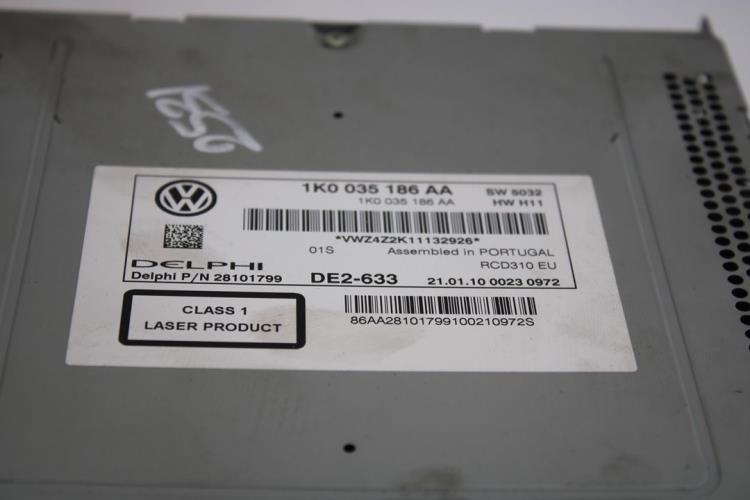 1K0 035 186 AA SW 5032
1K0 035 186 AA HW H11
*VWZ4Z2K11132926*
01S Assembled in PORTUGAL
DELPHI RCD310 EU
Delphi P/N 28101799 DE2-633 21.01.10 0023 0972
CLASS 1
LASER PRODUCT
86AA28101799100210972S